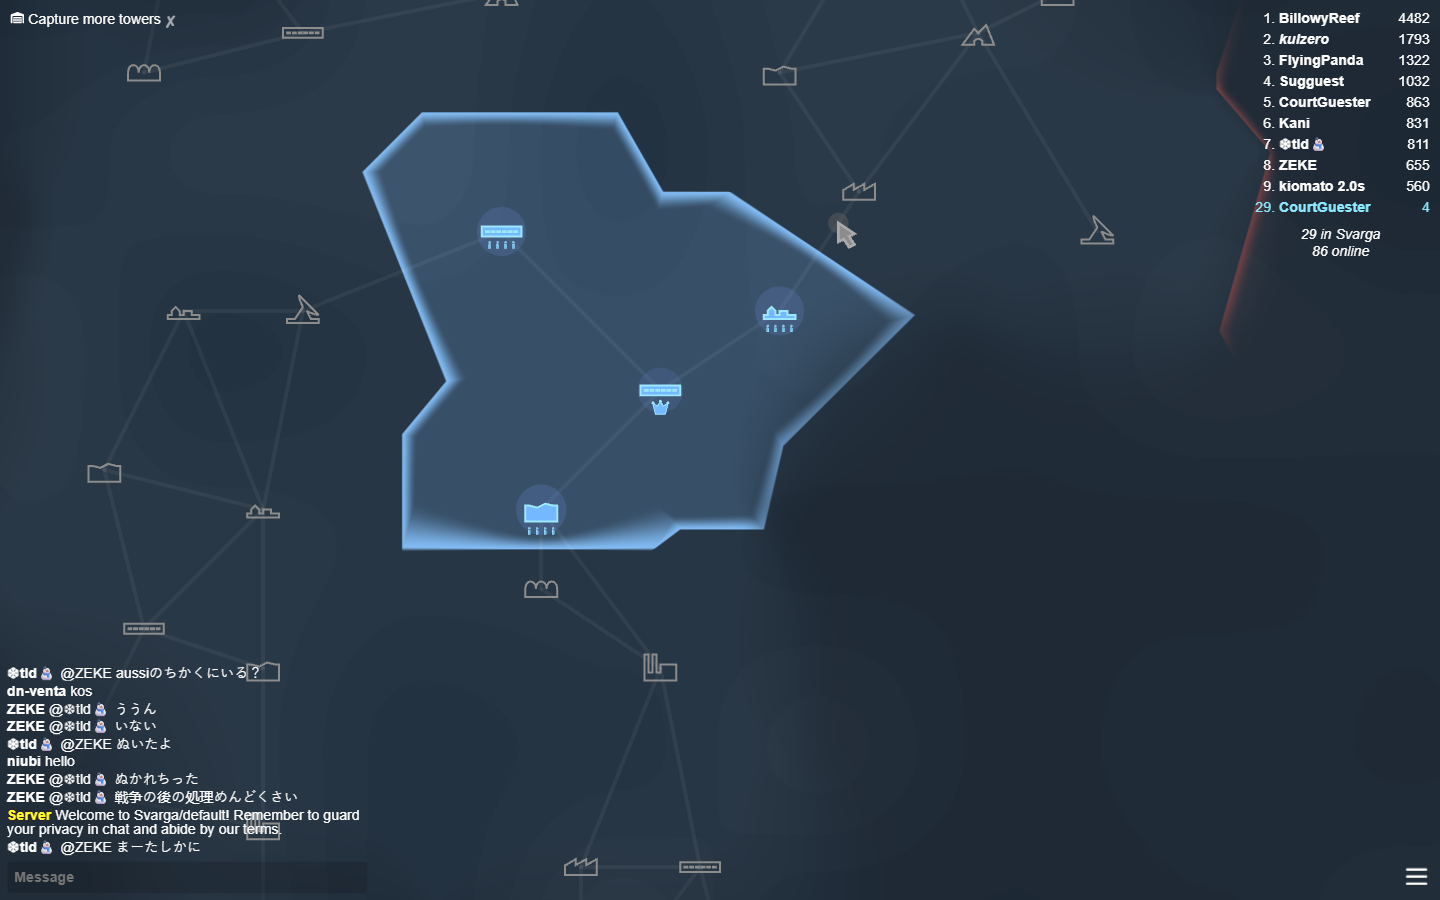 Capture more towers
1. BillowyReef 4482
2. kulzero 1793
3. FlyingPanda 1322
4. Sugguest 1032
5. CourtGuester 863
6. Kani 831
7. ❄tld⛄ 811
8. ZEKE 655
9. kiomato 2.0s 560
29. CourtGuester 4
29 in Svarga
86 online
❄tld⛄ @ZEKE aussiのちかくにいる？
dn-venta kos
ZEKE @❄tld⛄ ううん
ZEKE @❄tld⛄ いない
❄tld⛄ @ZEKE ぬいたよ
niubi hello
ZEKE @❄tld⛄ ぬかれちった
ZEKE @❄tld⛄ 戦争の後の処理めんどくさい
Server Welcome to Svarga/default! Remember to guard
your privacy in chat and abide by our terms.
❄tld⛄ @ZEKE まーたしかに
Message